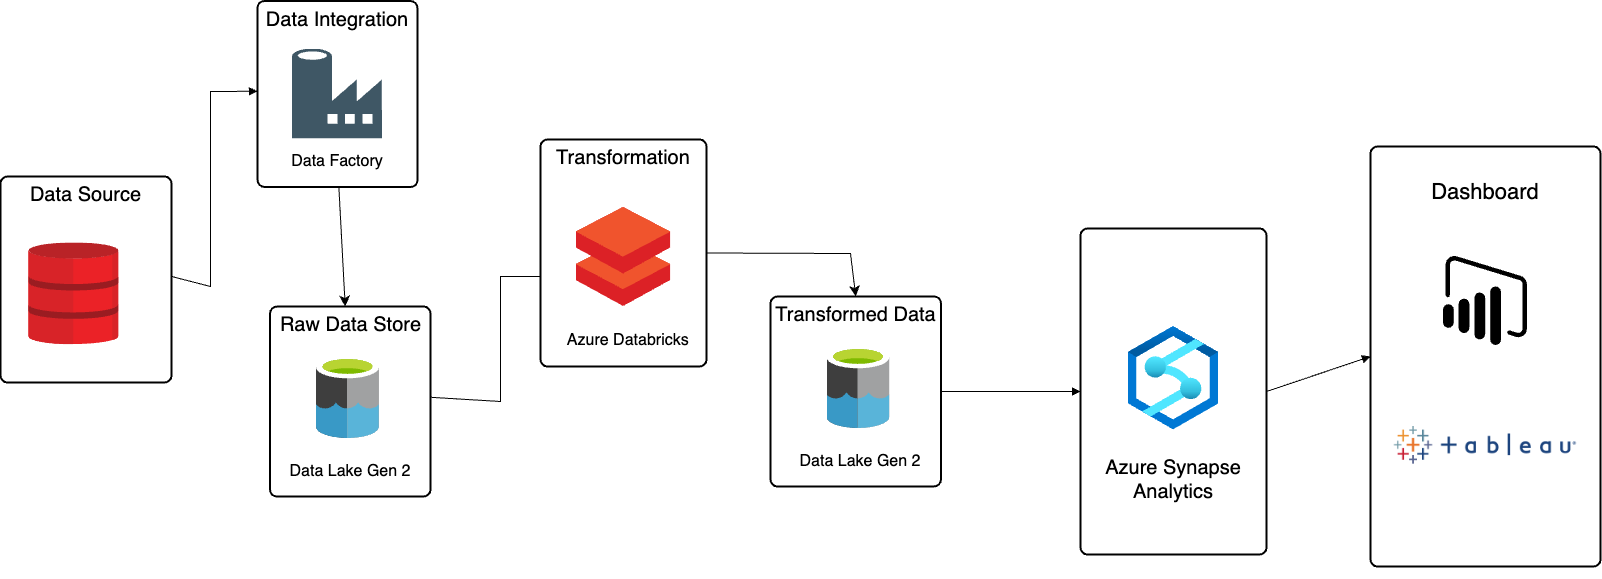 Data Source
Data Integration
Data Factory
Raw Data Store
Data Lake Gen 2
Transformation
Azure Databricks
Transformed Data
Data Lake Gen 2
Azure Synapse
Analytics
Dashboard
+ableau